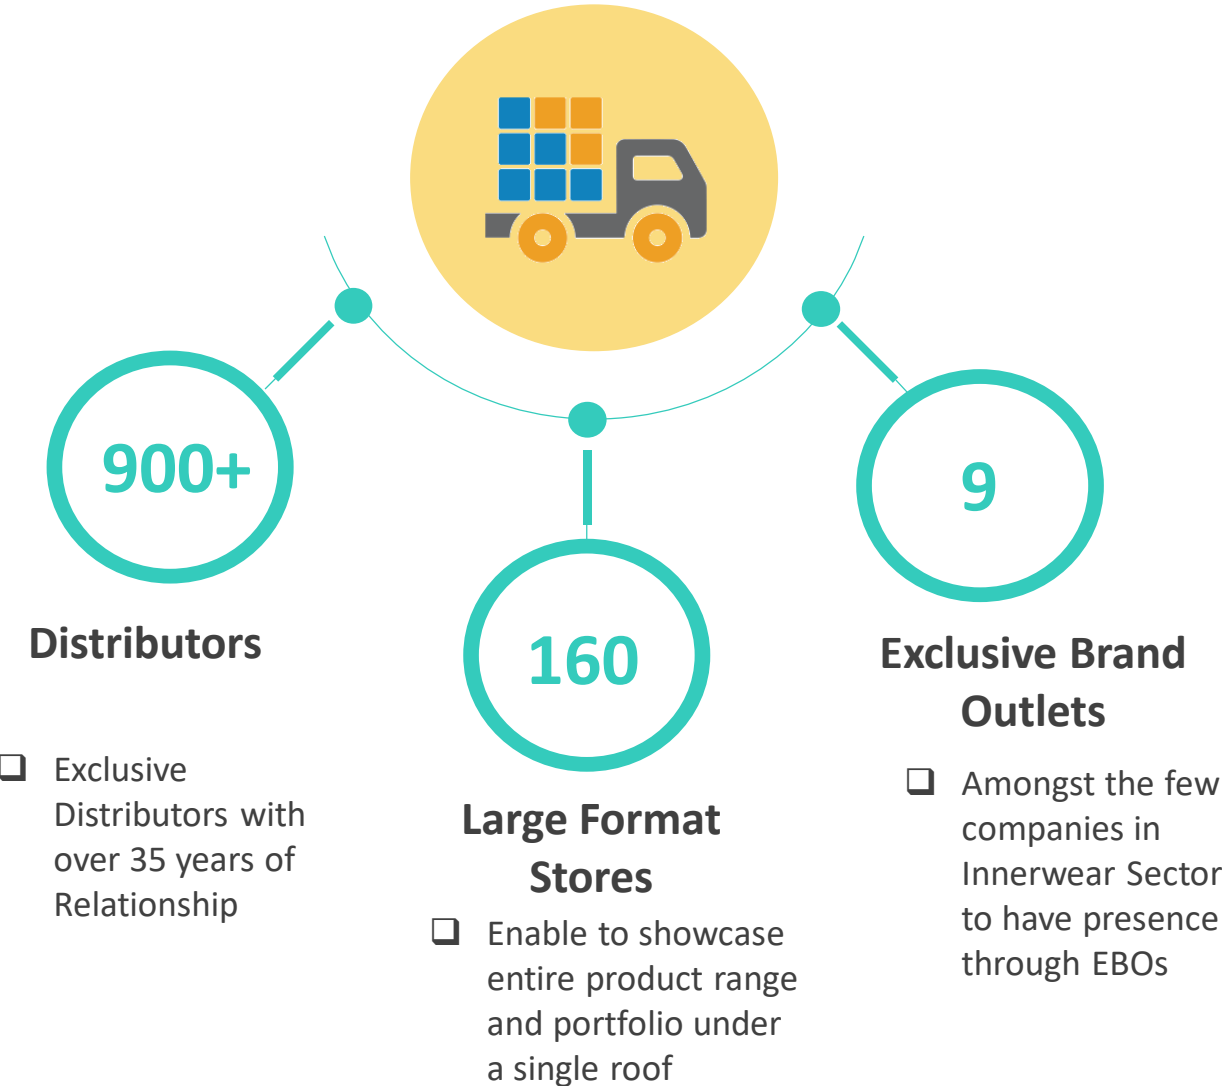 900+
Distributors
❑ Exclusive
Distributors with
over 35 years of
Relationship
160
Large Format
Stores
❑ Enable to showcase
entire product range
and portfolio under
a single roof
9
Exclusive Brand
Outlets
❑ Amongst the few
companies in
Innerwear Sector
to have presence
through EBOs